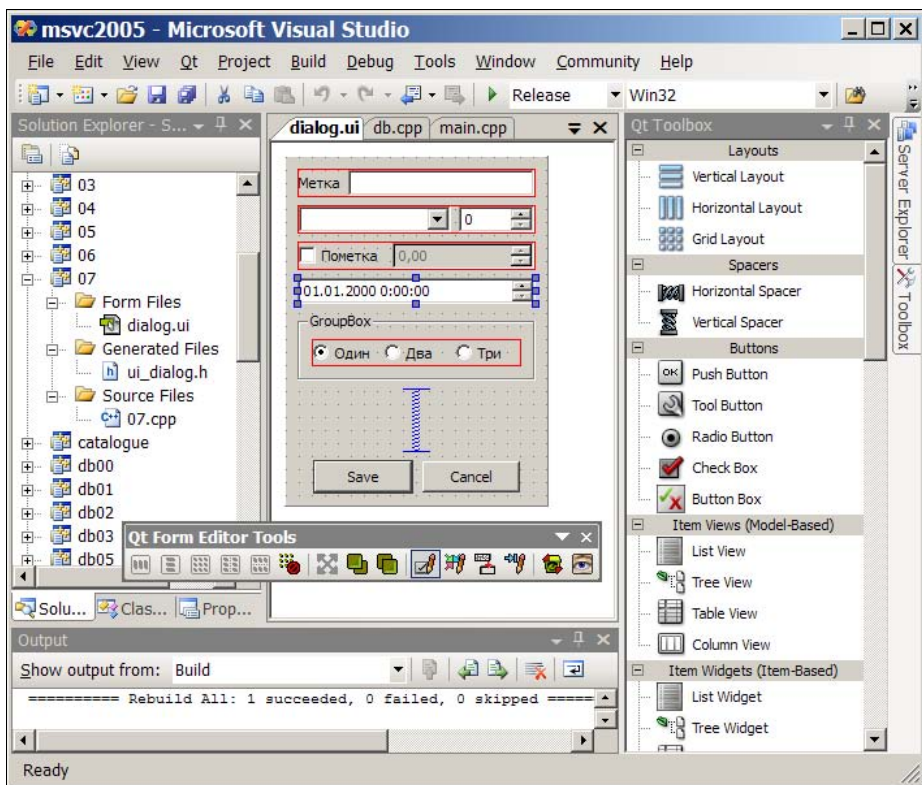 msvc2005 - Microsoft Visual Studio
File Edit View Qt Project Build Debug Tools Window Community Help
Release Win32
Solution Explorer - S...
03
04
05
06
07
Form Files
dialog.ui
Generated Files
ui_dialog.h
Source Files
07.cpp
catalogue
db00
db01
db02
db03
db05
Solu... Clas... Prop...
dialog.ui db.cpp main.cpp
Метка
0
Пометка 0,00
01.01.2000 0:00:00
GroupBox
Один Два Три
Save Cancel
Qt Form Editor Tools
Qt Toolbox
Layouts
Vertical Layout
Horizontal Layout
Grid Layout
Spacers
Horizontal Spacer
Vertical Spacer
Buttons
OK Push Button
Tool Button
Radio Button
Check Box
Button Box
Item Views (Model-Based)
List View
Tree View
Table View
Column View
Item Widgets (Item-Based)
List Widget
Tree Widget
Server Explorer
Toolbox
Output
Show output from: Build
========== Rebuild All: 1 succeeded, 0 failed, 0 skipped =====
Ready